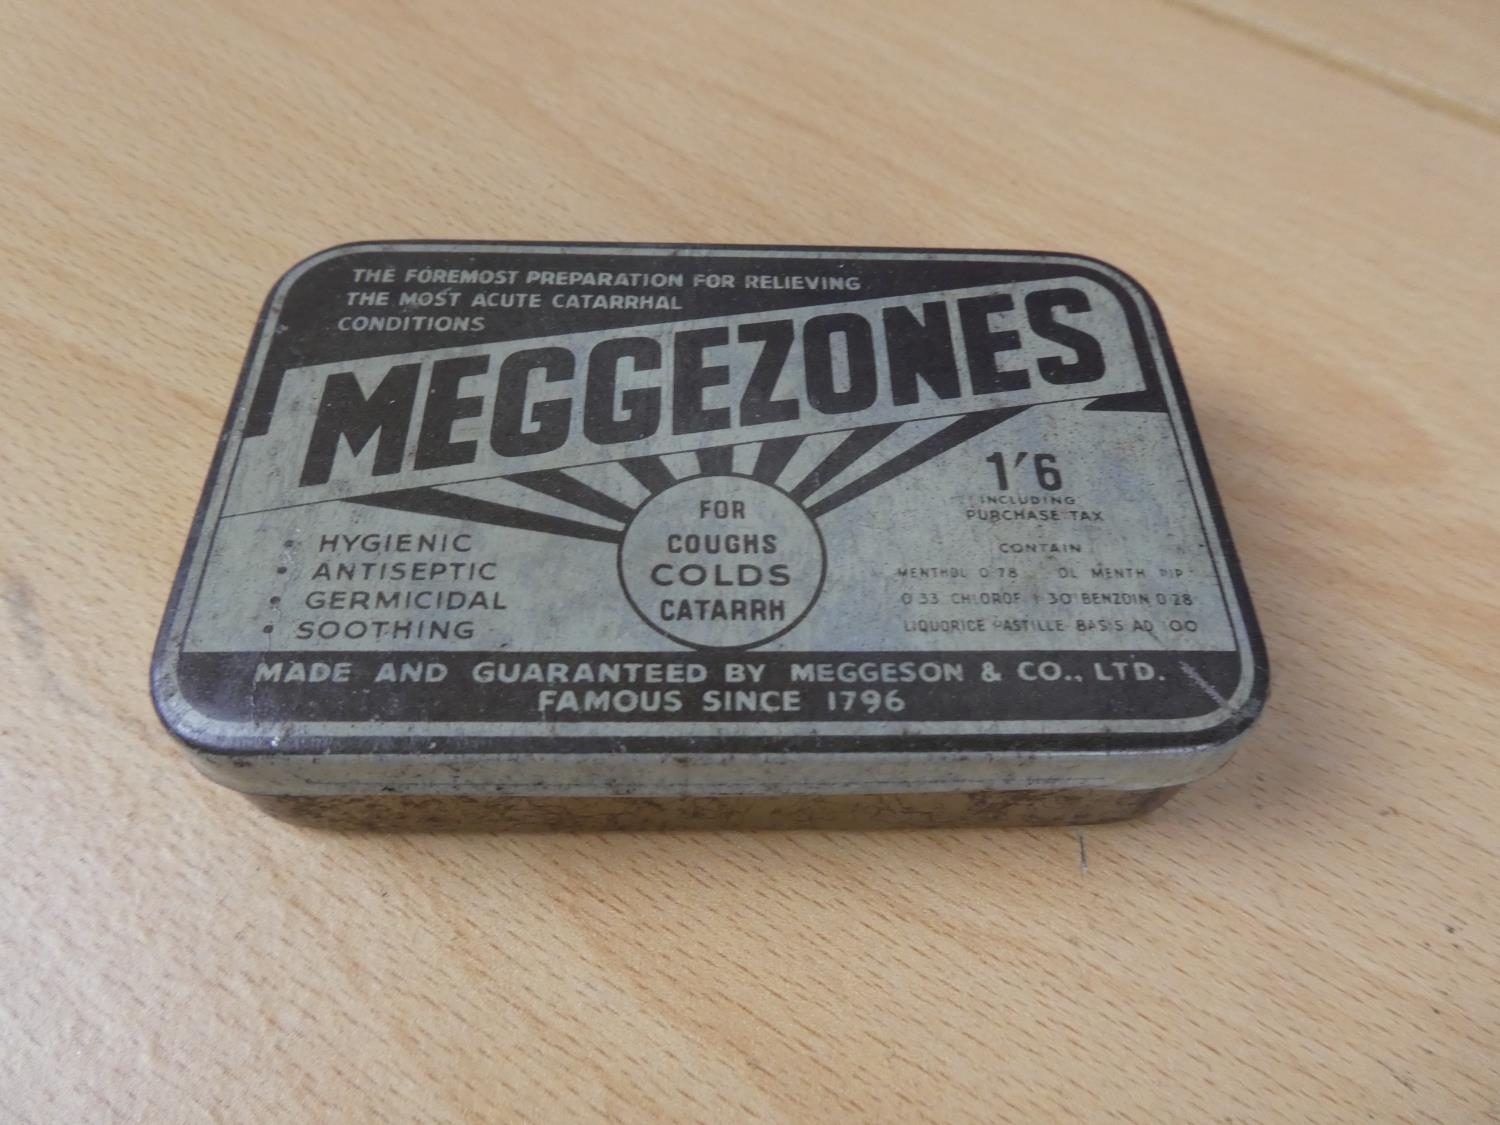 THE FOREMOST PREPARATION FOR RELIEVING
THE MOST ACUTE CATARRHAL
CONDITIONS
MEGGEZONES
FOR
COUGHS
COLDS
CATARRH
• HYGIENIC
• ANTISEPTIC
• GERMICIDAL
• SOOTHING
1'6
INCLUDING
PURCHASE TAX
CONTAIN
MENTHOL 0.78 OL MENTH PIP
0.33 CHLOROF 1.30 BENZOIN 0.28
LIQUORICE PASTILLE BASIS AD 100
MADE AND GUARANTEED BY MEGGESON & CO., LTD.
FAMOUS SINCE 1796